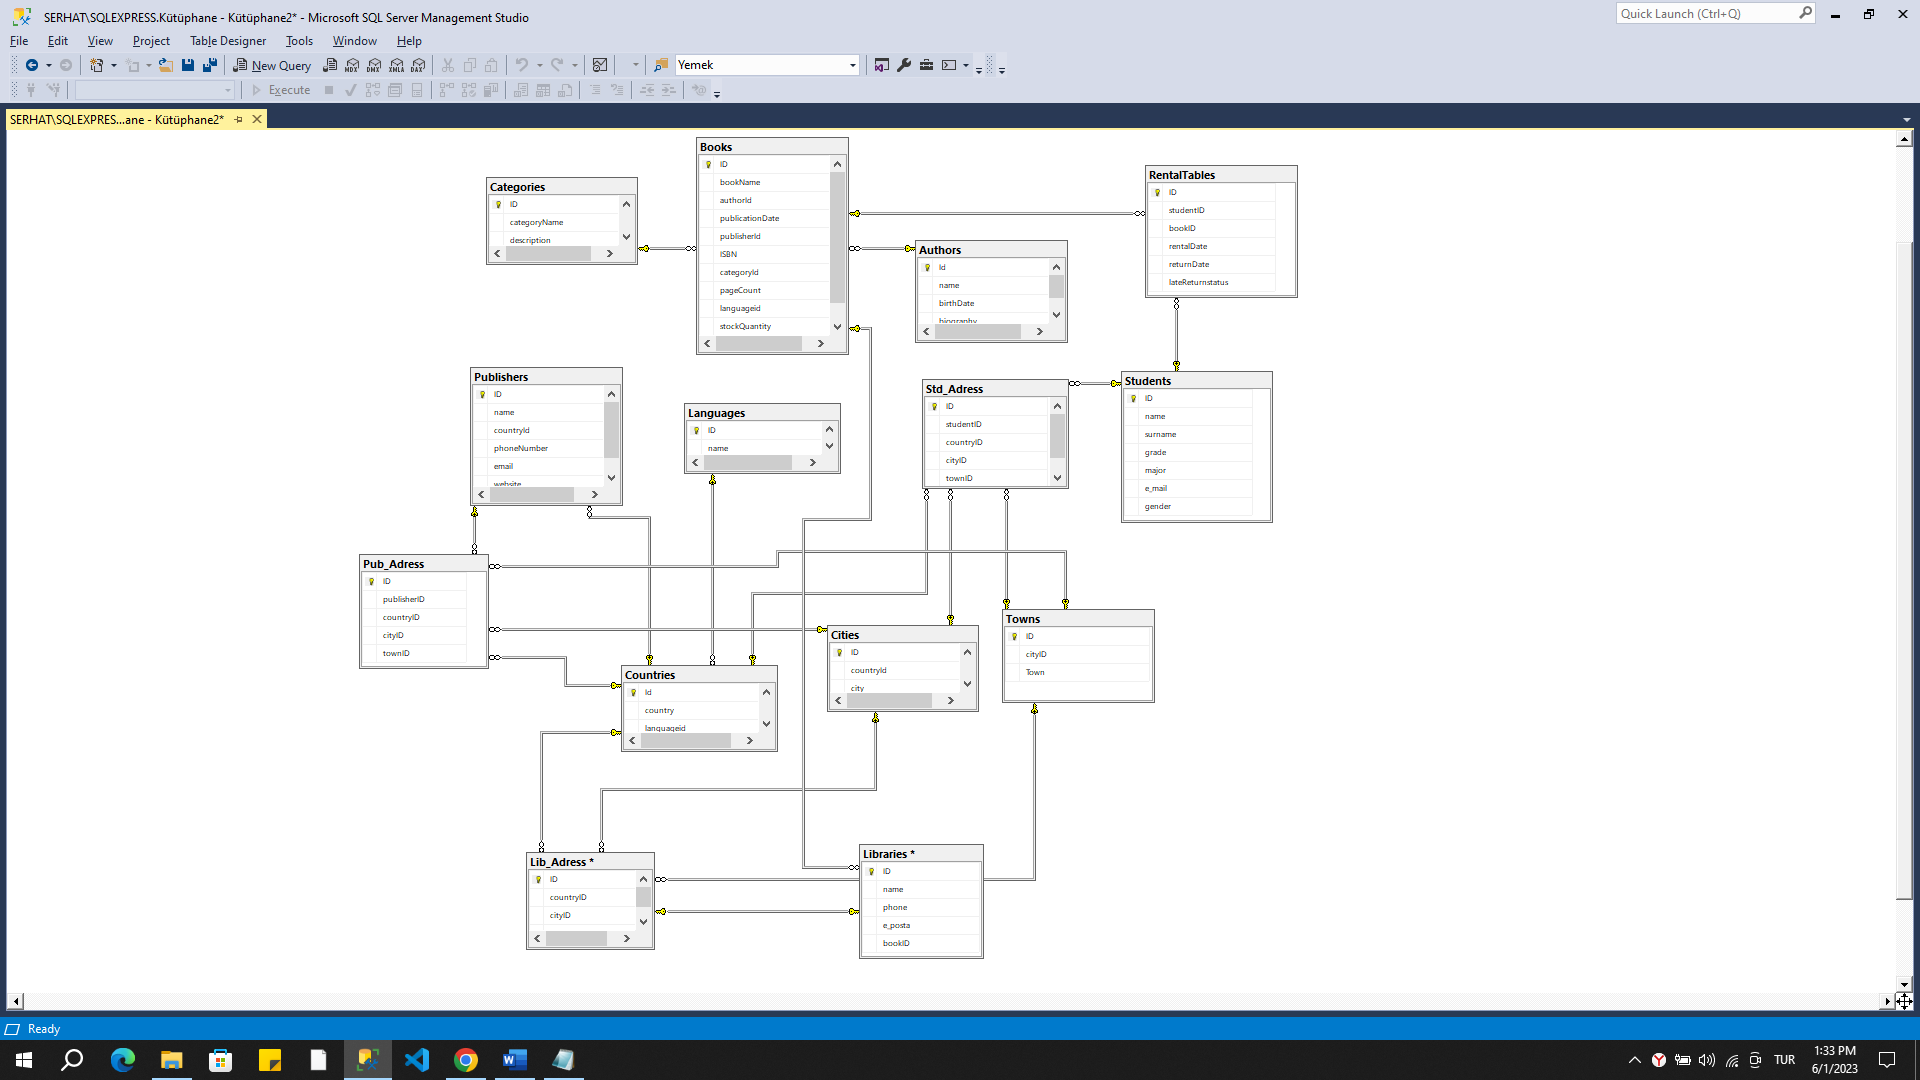 SERHAT\SQLEXPRESS.Kütüphane - Kütüphane2* - Microsoft SQL Server Management Studio
Quick Launch (Ctrl+Q)
File Edit View Project Table Designer Tools Window Help
New Query MDX DMX XMLA DAX Yemek
Execute
SERHAT\SQLEXPRES...ane - Kütüphane2*
Books
ID
bookName
authorId
publicationDate
publisherId
ISBN
categoryId
pageCount
languageid
stockQuantity
Categories
ID
categoryName
description
RentalTables
ID
studentID
bookID
rentalDate
returnDate
lateReturnstatus
Authors
Id
name
birthDate
biography
Publishers
ID
name
countryId
phoneNumber
email
website
Languages
ID
name
Std_Adress
ID
studentID
countryID
cityID
townID
Students
ID
name
surname
grade
major
e_mail
gender
Pub_Adress
ID
publisherID
countryID
cityID
townID
Countries
Id
country
languageid
Cities
ID
countryId
city
Towns
ID
cityID
Town
Lib_Adress *
ID
countryID
cityID
Libraries *
ID
name
phone
e_posta
bookID
Ready
TUR
1:33 PM
6/1/2023